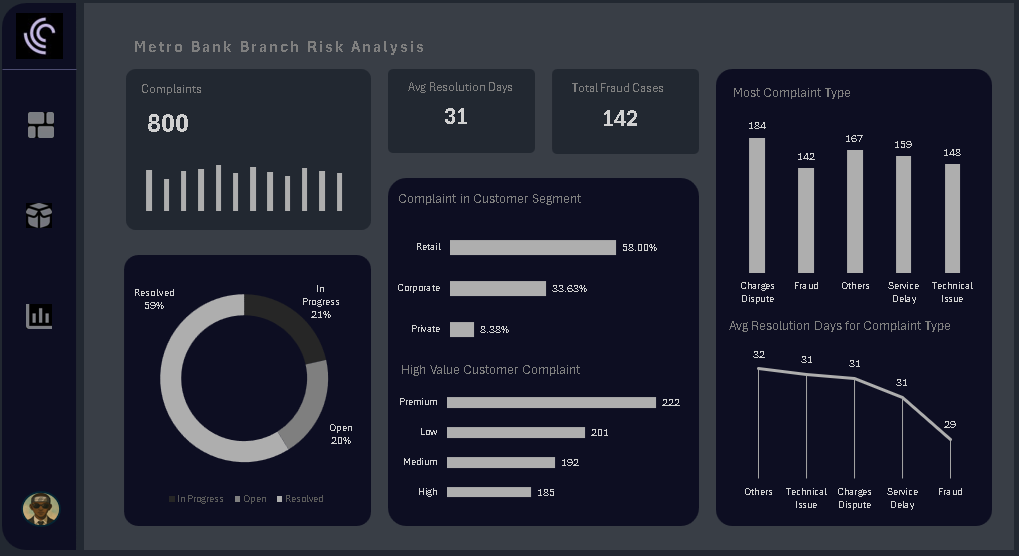 Metro Bank Branch Risk Analysis
Complaints
800
Avg Resolution Days
31
Total Fraud Cases
142
Resolved
59%
In
Progress
21%
Open
20%
In Progress
Open
Resolved
Complaint in Customer Segment
Retail
58.00%
Corporate
33.63%
Private
8.38%
High Value Customer Complaint
Premium
222
Low
201
Medium
192
High
185
Most Complaint Type
184
142
167
159
148
Charges
Dispute
Fraud
Others
Service
Delay
Technical
Issue
Avg Resolution Days for Complaint Type
32
31
31
31
29
Others
Technical
Issue
Charges
Dispute
Service
Delay
Fraud